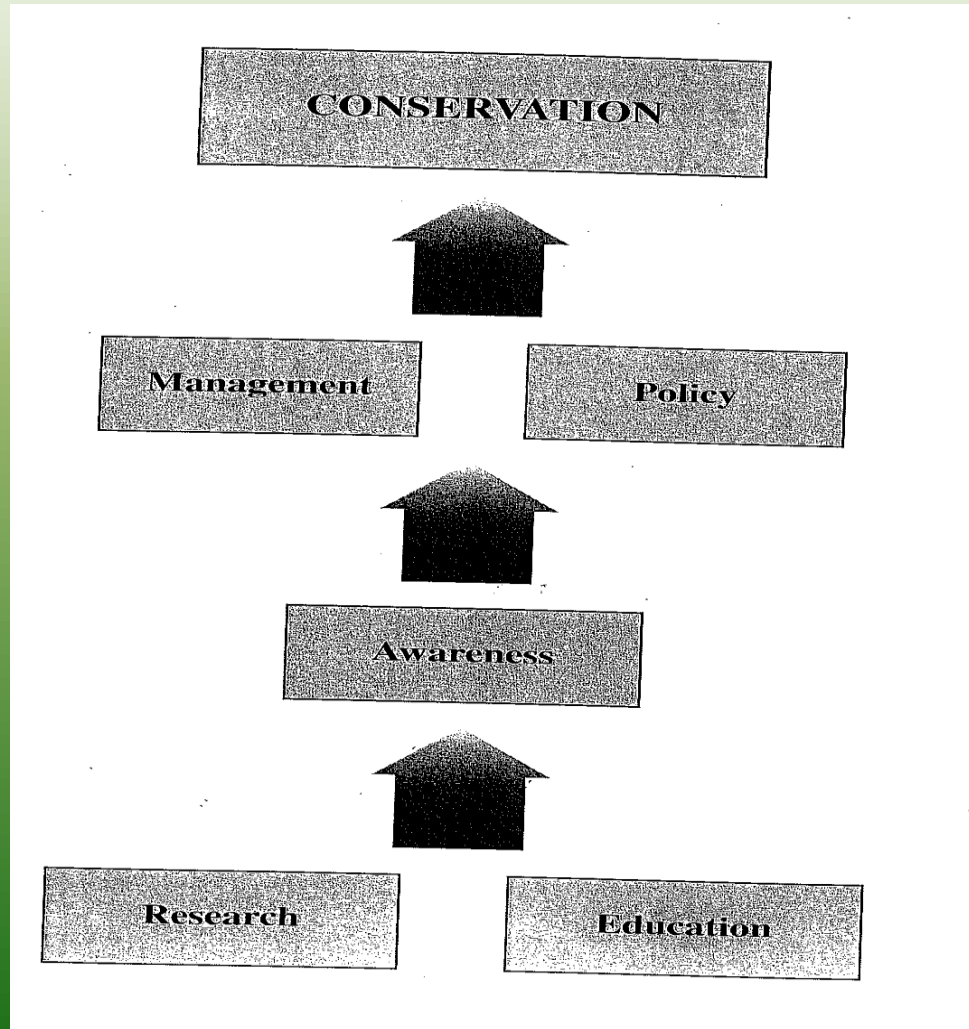 CONSERVATION
Management
Policy
Awareness
Research
Education